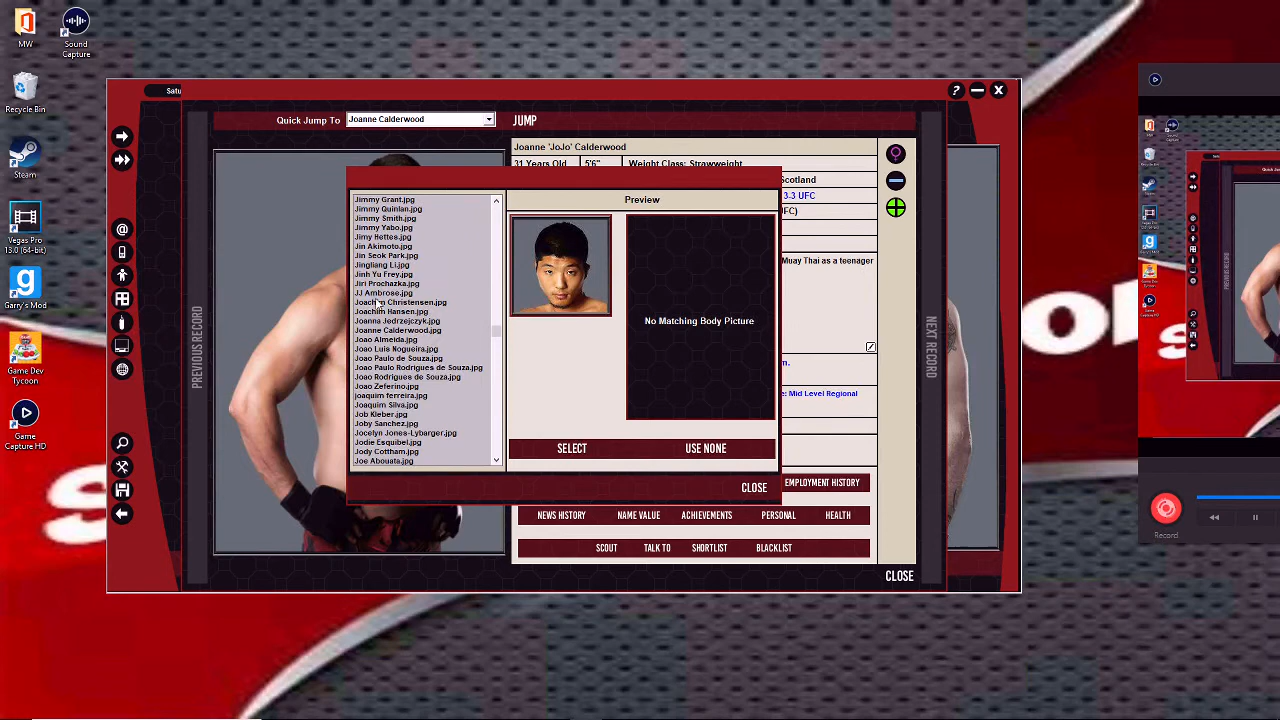 MW
Sound
Capture
Recycle Bin
Steam
Vegas Pro
13.0 (64-bit)
Garry's Mod
Game Dev
Tycoon
Game
Capture HD
Satu
?
Quick Jump To
Joanne Calderwood
JUMP
Joanne 'JoJo' Calderwood
31 Years Old
5'6"
Weight Class: Strawweight
Scotland
3.3 UFC
UFC)
Muay Thai as a teenager
m.
e: Mid Level Regional
PREVIOUS RECORD
NEXT RECORD
Jimmy Grant.jpg
Jimmy Quinlan.jpg
Jimmy Smith.jpg
Jimmy Yabo.jpg
Jimy Hettes.jpg
Jin Akimoto.jpg
Jin Seok Park.jpg
Jingliang Li.jpg
Jinh Yu Frey.jpg
Jiri Prochazka.jpg
JJ Ambrose.jpg
Joachim Christensen.jpg
Joachim Hansen.jpg
Joanna Jedrzejczyk.jpg
Joanne Calderwood.jpg
Joao Almeida.jpg
Joao Luis Nogueira.jpg
Joao Paulo de Souza.jpg
Joao Paulo Rodrigues de Souza.jpg
Joao Rodrigues de Souza.jpg
Joao Zeferino.jpg
joaquim ferreira.jpg
Joaquim Silva.jpg
Job Kleber.jpg
Joby Sanchez.jpg
Jocelyn Jones-Lybarger.jpg
Jodie Esquibel.jpg
Jody Cottham.jpg
Joe Abouata.jpg
Preview
No Matching Body Picture
SELECT
USE NONE
CLOSE
EMPLOYMENT HISTORY
NEWS HISTORY
NAME VALUE
ACHIEVEMENTS
PERSONAL
HEALTH
SCOUT
TALK TO
SHORTLIST
BLACKLIST
CLOSE
Record